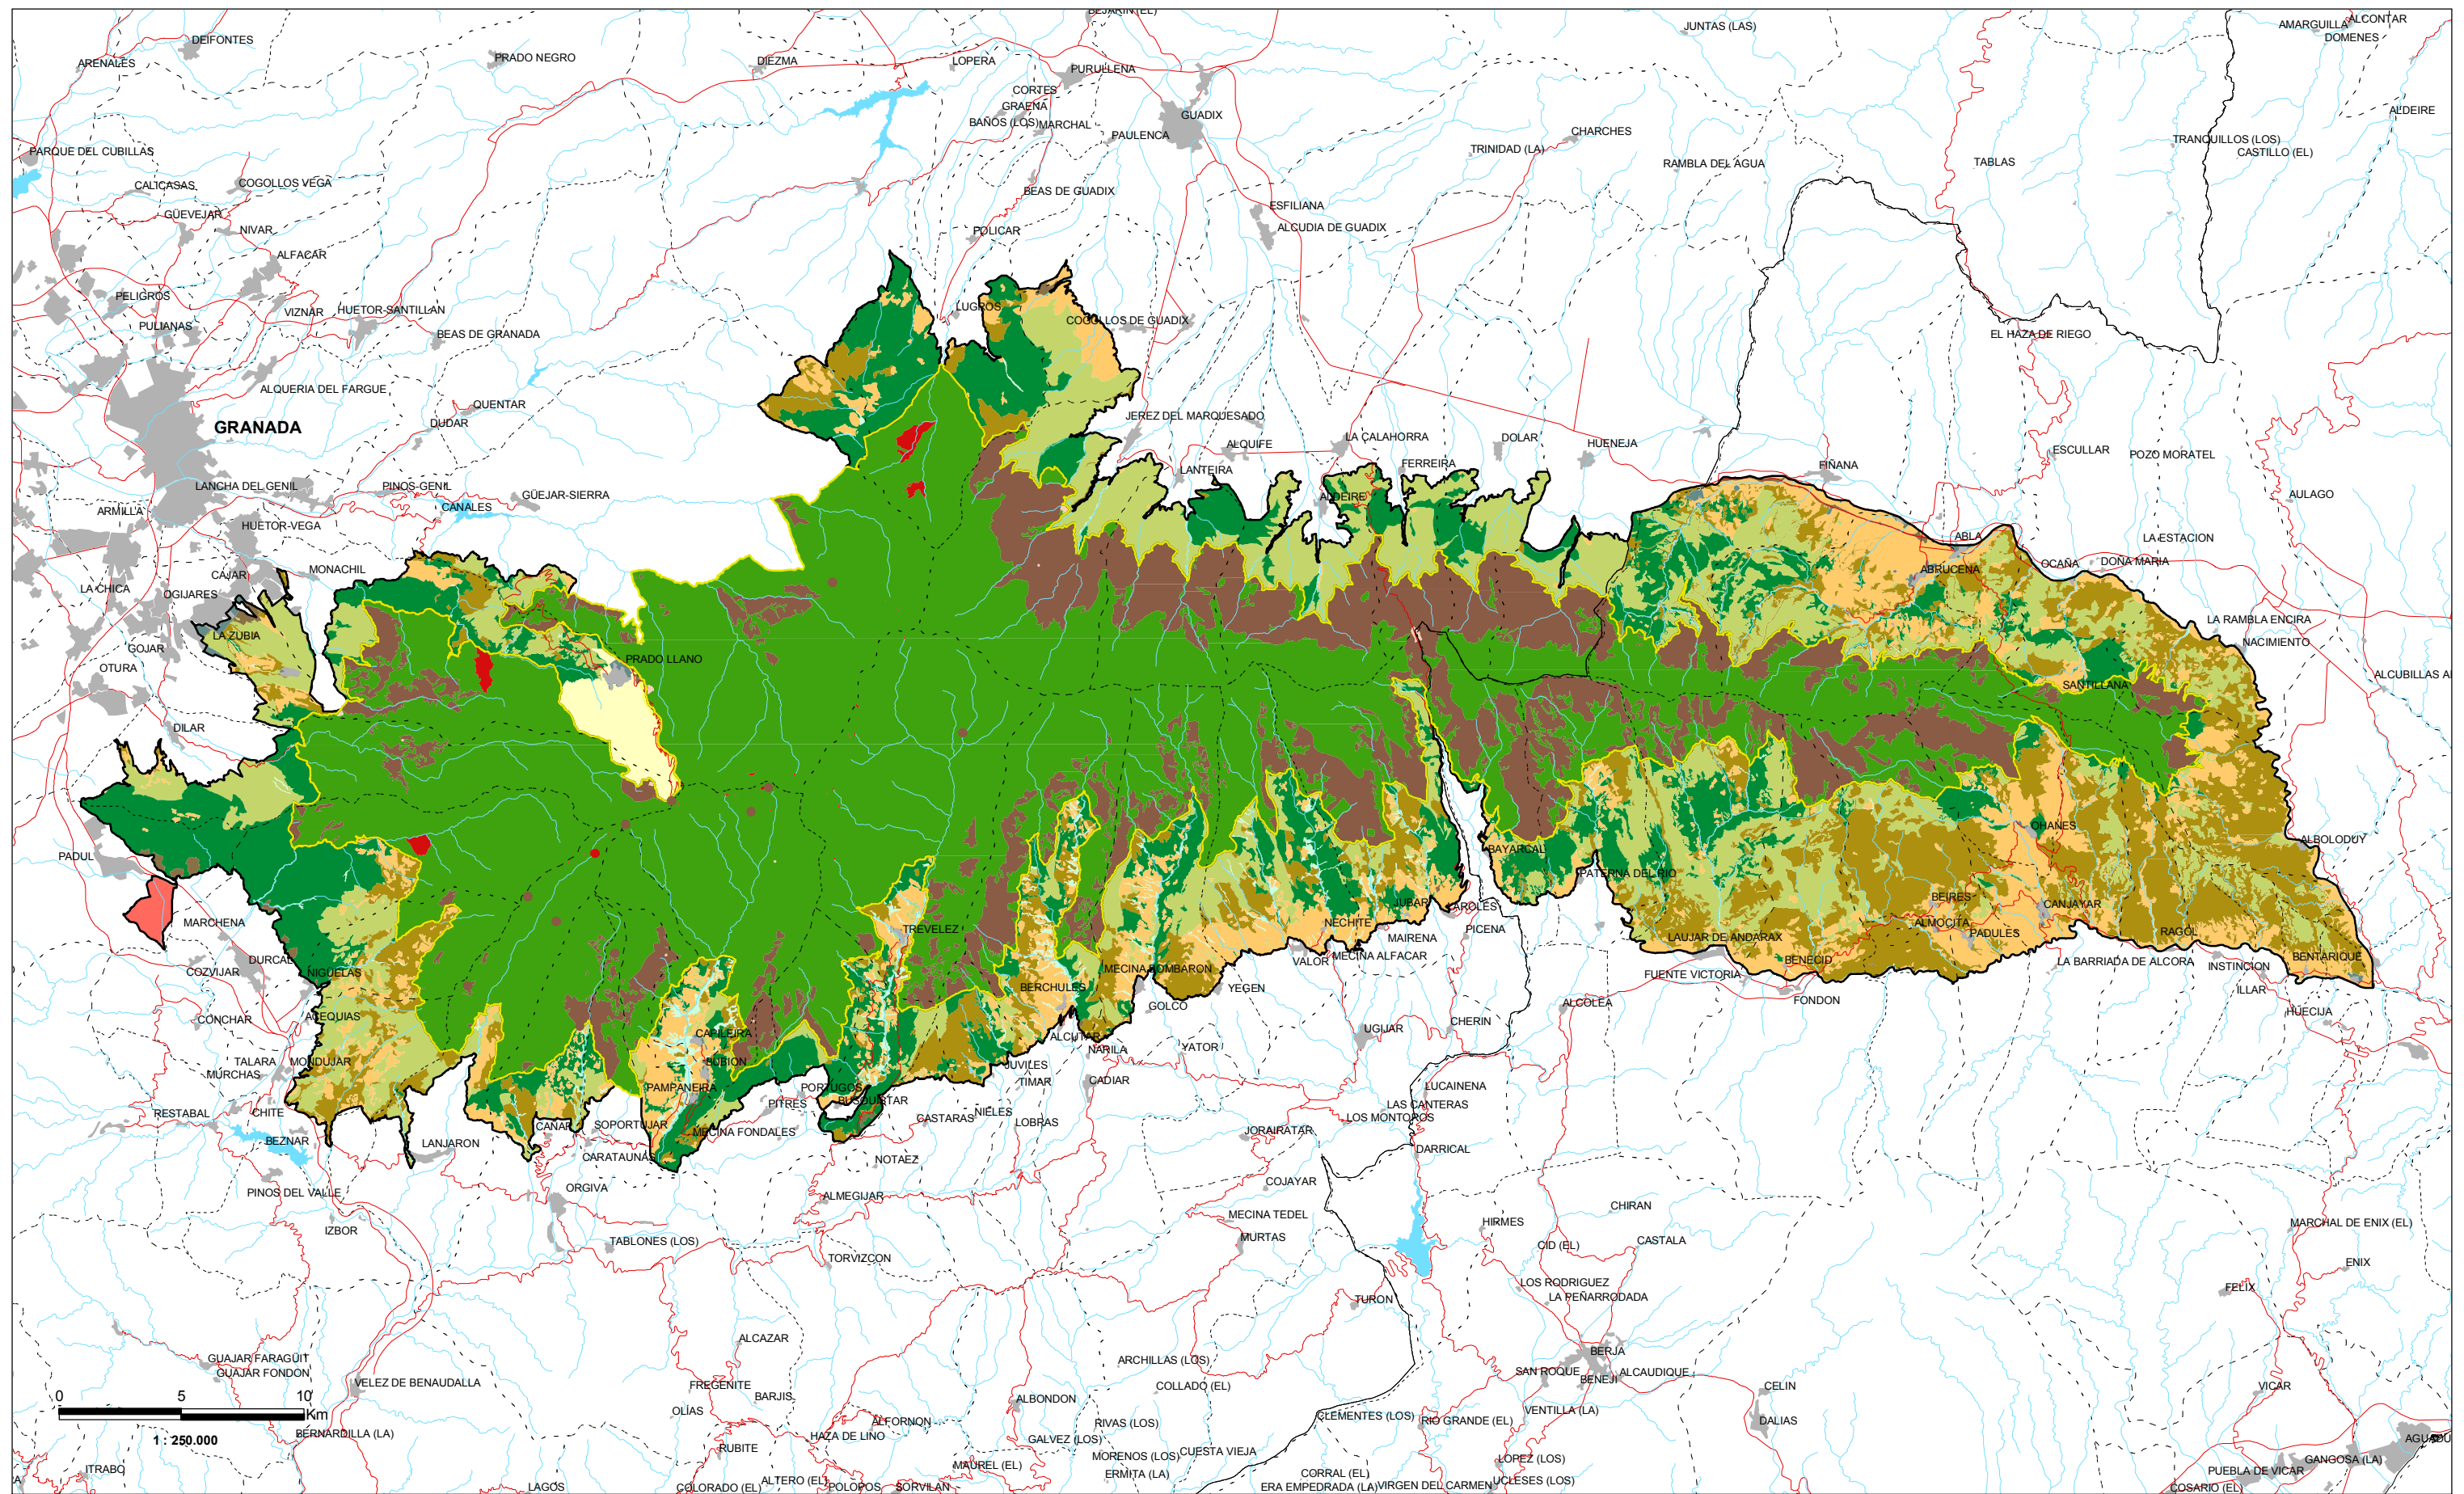 BEJARIN (EL)
JUNTAS (LAS)
ALCONTAR
AMARGUILLA
DOMENES
DEIFONTES
PRADO NEGRO
ARENALES
DIEZMA
LOPERA
PURULLENA
CORTES
GRAENA
BAÑOS (LOS)
MARCHAL
GUADIX
PAULENCA
CHARCHES
TRINIDAD (LA)
RAMBLA DEL AGUA
TABLAS
TRANQUILLOS (LOS)
CASTILLO (EL)
ALDEIRE
PARQUE DEL CUBILLAS
CALICASAS
COGOLLOS VEGA
BEAS DE GUADIX
GÜEVEJAR
NIVAR
ESFILIANA
ALCUDIA DE GUADIX
POLICAR
ALFACAR
PELIGROS
VIZNAR
HUETOR-SANTILLAN
PULIANAS
BEAS DE GRANADA
LUGROS
COGOLLOS DE GUADIX
EL HAZA DE RIEGO
ALQUERIA DEL FARGUE
QUENTAR
DUDAR
GRANADA
JEREZ DEL MARQUESADO
ALQUIFE
LA CALAHORRA
DOLAR
HUENEJA
LANTEIRA
FERREIRA
FIÑANA
ESCULLAR
POZO MORATEL
AULAGO
LANCHA DEL GENIL
PINOS-GENIL
GÜEJAR-SIERRA
CANALES
ARMILLA
HUETOR-VEGA
ALDEIRE
ABLA
LA ESTACION
OCAÑA
DOÑA MARIA
ABRUCENA
CAJAR
MONACHIL
LA CHICA
OGIJARES
LA ZUBIA
GOJAR
OTURA
PRADO LLANO
LA RAMBLA ENCIRA
NACIMIENTO
SANTILLANA
ALCUBILLAS A
DILAR
PADUL
OHANES
ALBOLODUY
BAYARCAL
PATERNA DEL RIO
MARCHENA
JUBAR
LAROLES
BEIRES
CANJAYAR
NECHITE
ALMOCITA
PADULES
RAGOL
TREVELEZ
MAIRENA
PICENA
LAUJAR DE ANDARAX
BENECID
BENTARIQUE
DURCAL
COZVIJAR
NIGUELAS
MECINA BOMBARON
VALOR
MECINA ALFACAR
FUENTE VICTORIA
LA BARRIADA DE ALCORA
INSTINCION
ILLAR
BERCHULES
YEGEN
GOLCO
ALCOLEA
FONDON
HUECIJA
CONCHAR
ACEQUIAS
CAPILEIRA
ALCUTAR
NARILA
YATOR
UGIJAR
CHERIN
TALARA
MONDUJAR
MURCHAS
BUBION
PAMPANEIRA
PORTUGOS
JUVILES
TIMAR
CADIAR
LUCAINENA
RESTABAL
CHITE
CAÑAR
SOPORTUJAR
PITRES
BUSQUISTAR
CASTARAS
NIELES
LOBRAS
LAS CANTERAS
LOS MONTOROS
BEZNAR
LANJARON
CARATAUNAS
MECINA FONDALES
NOTAEZ
JORAIRATAR
DARRICAL
PINOS DEL VALLE
ORGIVA
ALMEGIJAR
COJAYAR
IZBOR
TABLONES (LOS)
TORVIZCON
MECINA TEDEL
MURTAS
HIRMES
CHIRAN
CID (EL)
CASTALA
MARCHAL DE ENIX (EL)
ENIX
FELIX
LOS RODRIGUEZ
LA PEÑARRODADA
TURON
ALCAZAR
ARCHILLAS (LOS)
BERJA
SAN ROQUE
BENEJI
ALCAUDIQUE
GUAJAR FARAGÜIT
GUAJAR FONDON
VELEZ DE BENAUDALLA
FREGENITE
BARJIS
COLLADO (EL)
ALBONDON
CELIN
VICAR
0 5 10
Km
1 : 250.000
OLÍAS
ALFORNON
HAZA DE LINO
RIVAS (LOS)
CLEMENTES (LOS)
RIO GRANDE (EL)
VENTILLA (LA)
DALIAS
BERNARDILLA (LA)
RUBITE
GALVEZ (LOS)
MORENOS (LOS)
CUESTA VIEJA
MAUREL (EL)
ERMITA (LA)
LOPEZ (LOS)
GANGOSA (LA)
PUEBLA DE VICAR
ITRABO
LAGOS
COLORADO (EL)
ALTERO (EL)
POLOPOS
SORVILAN
CORRAL (EL)
ERA EMPEDRADA (LA)
VIRGEN DEL CARMEN
UCLESES (LOS)
COSARIO (EL)